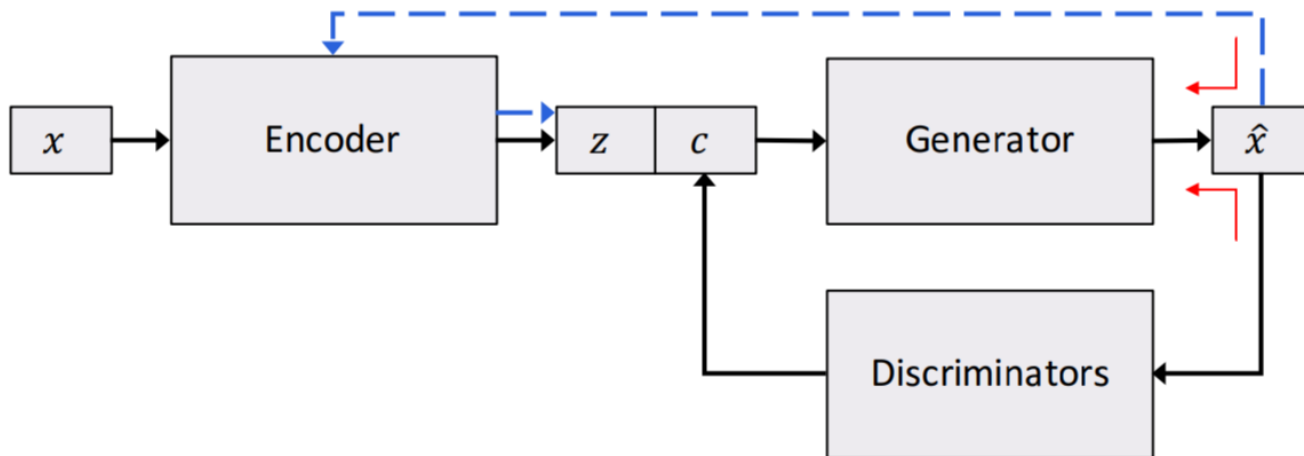 x
Encoder
z c
Generator
x̂
Discriminators